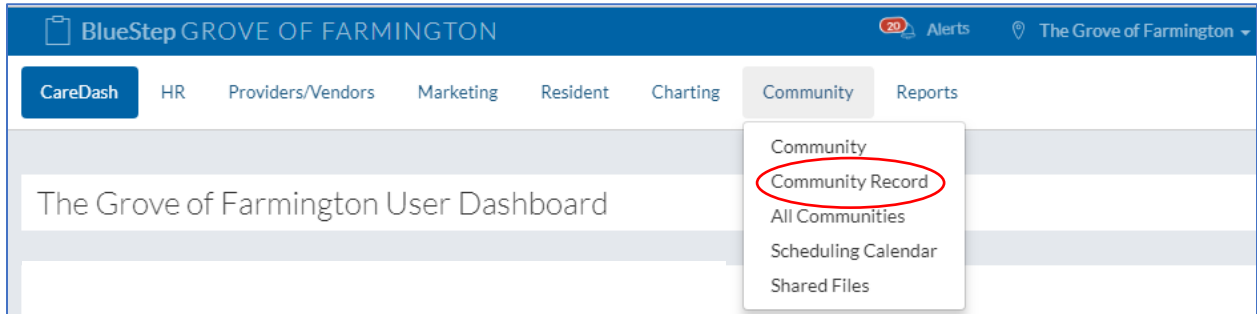 BlueStep GROVE OF FARMINGTON
20 Alerts
The Grove of Farmington
CareDash HR Providers/Vendors Marketing Resident Charting Community Reports
Community
Community Record
The Grove of Farmington User Dashboard
All Communities
Scheduling Calendar
Shared Files